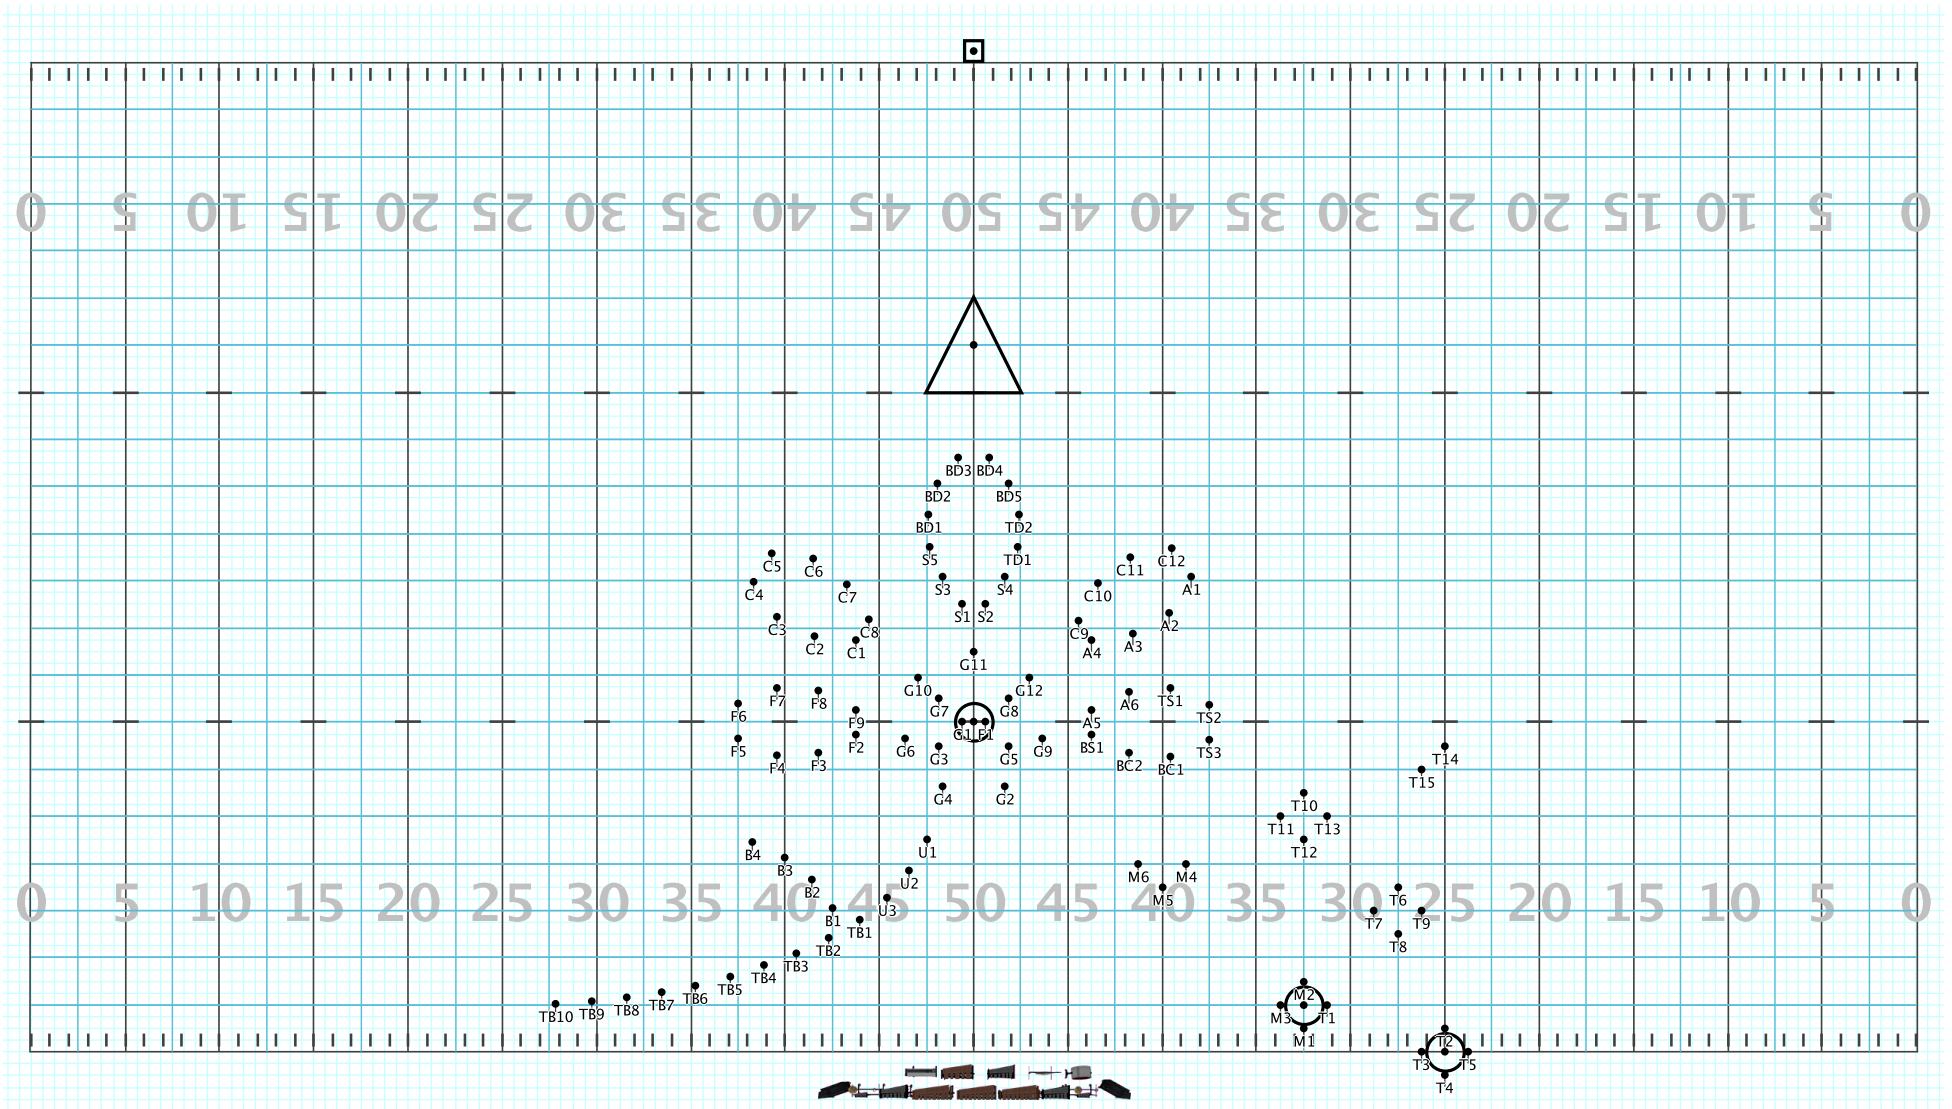 0 5 10 15 20 25 30 35 40 45 50 45 40 35 30 25 20 15 10 5 0
BD3 BD4
BD2 BD5
BD1 TD2
C5 C6 S5 TD1 C11 C12
C4 C7 S3 S4 C10 A1
C3 C8 S1 S2 C9 A2
C2 C1 A4 A3
G11
G10 G12
F7 F8 G7 G8 A6 TS1
F6 F9 A5 TS2
G1 F1
F5 F2 G6 G3 G5 G9 BS1 TS3
F4 F3 BC2 BC1 T14
T15
G4 G2 T10
T11 T13
B4 U1 T12
B3 M6 M4
B2 U2 M5 T6
0 5 10 15 20 25 30 35 40 45 50 45 40 35 30 25 20 15 10 5 0
B1 U3 T7 T9
TB1
TB2 T8
TB3
TB4
TB5
TB6 M2
TB10 TB9 TB8 TB7 M3 T1
M1 T2
T3 T5
T4